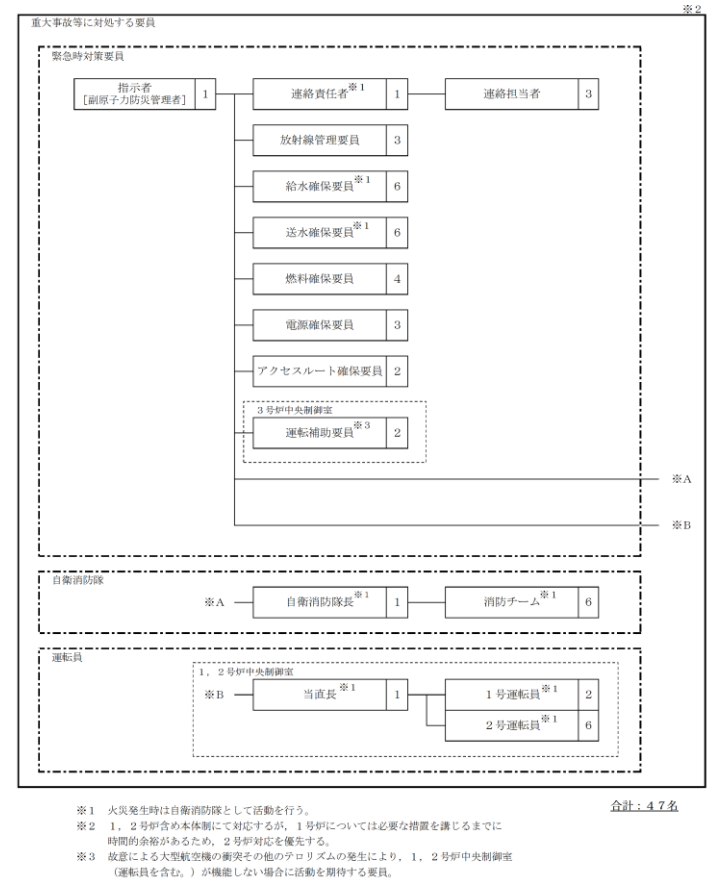 ※２
重大事故等に対処する要員
緊急時対策要員
指示者
[副原子力防災管理者]
1
連絡責任者※1
1
連絡担当者
3
放射線管理要員
3
給水確保要員※1
6
送水確保要員※1
6
燃料確保要員
4
電源確保要員
3
アクセスルート確保要員
2
３号炉中央制御室
運転補助要員※3
2
※A
※B
自衛消防隊
※A
自衛消防隊長※1
1
消防チーム※1
6
運転員
１，２号炉中央制御室
※B
当直長※1
1
１号運転員※1
2
２号運転員※1
6
合計：４７名
※１ 火災発生時は自衛消防隊として活動を行う。
※２ １，２号炉含め本体制にて対応するが，１号炉については必要な措置を講じるまでに
時間的余裕があるため，２号炉対応を優先する。
※３ 故意による大型航空機の衝突その他のテロリズムの発生により，１，２号炉中央制御室
（運転員を含む。）が機能しない場合に活動を期待する要員。